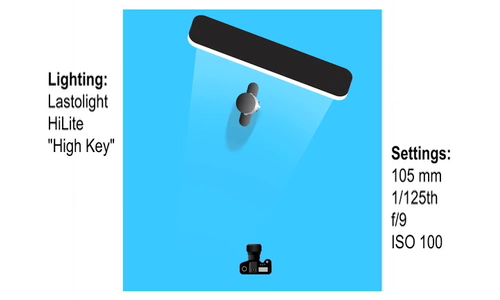 Lighting:
Lastolight
HiLite
"High Key"
Settings:
105 mm
1/125th
f/9
ISO 100